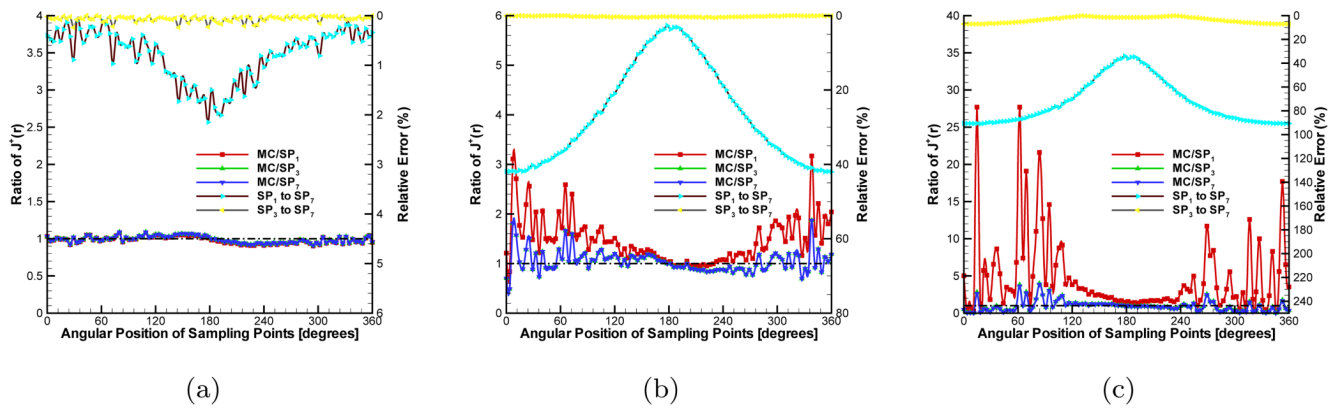 4
3.5
3
2.5
2
1.5
1
0.5
0
Ratio of J⁺(r)
0
1
2
3
4
5
6
Relative Error (%)
MC/SP₁
MC/SP₃
MC/SP₇
SP₁ to SP₇
SP₃ to SP₇
0 60 120 180 240 300 360
Angular Position of Sampling Points [degrees]
(a)
6
5
4
3
2
1
0
Ratio of J⁺(r)
0
20
40
60
80
Relative Error (%)
MC/SP₁
MC/SP₃
MC/SP₇
SP₁ to SP₇
SP₃ to SP₇
0 60 120 180 240 300 360
Angular Position of Sampling Points [degrees]
(b)
40
35
30
25
20
15
10
5
0
Ratio of J⁺(r)
0
20
40
60
80
100
120
140
160
180
200
220
240
Relative Error (%)
MC/SP₁
MC/SP₃
MC/SP₇
SP₁ to SP₇
SP₃ to SP₇
0 60 120 180 240 300 360
Angular Position of Sampling Points [degrees]
(c)